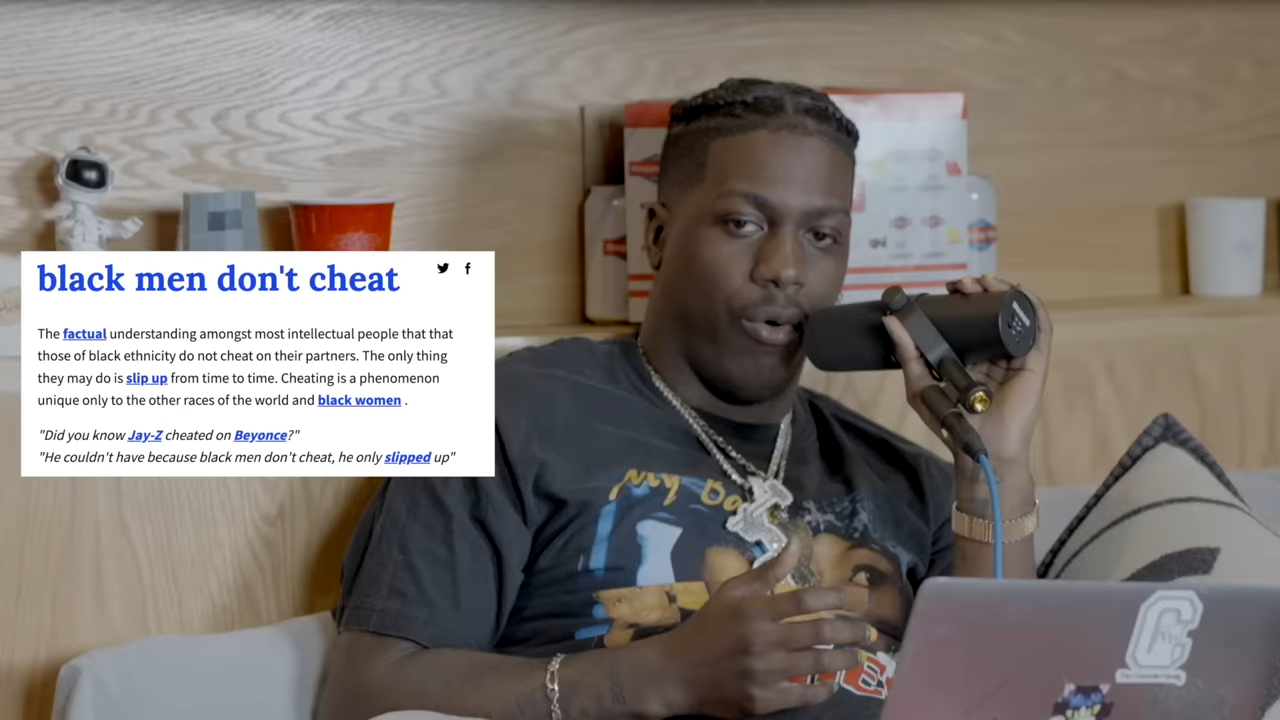 black men don't cheat
The factual understanding amongst most intellectual people that that
those of black ethnicity do not cheat on their partners. The only thing
they may do is slip up from time to time. Cheating is a phenomenon
unique only to the other races of the world and black women .
"Did you know Jay-Z cheated on Beyonce?"
"He couldn't have because black men don't cheat, he only slipped up"
My